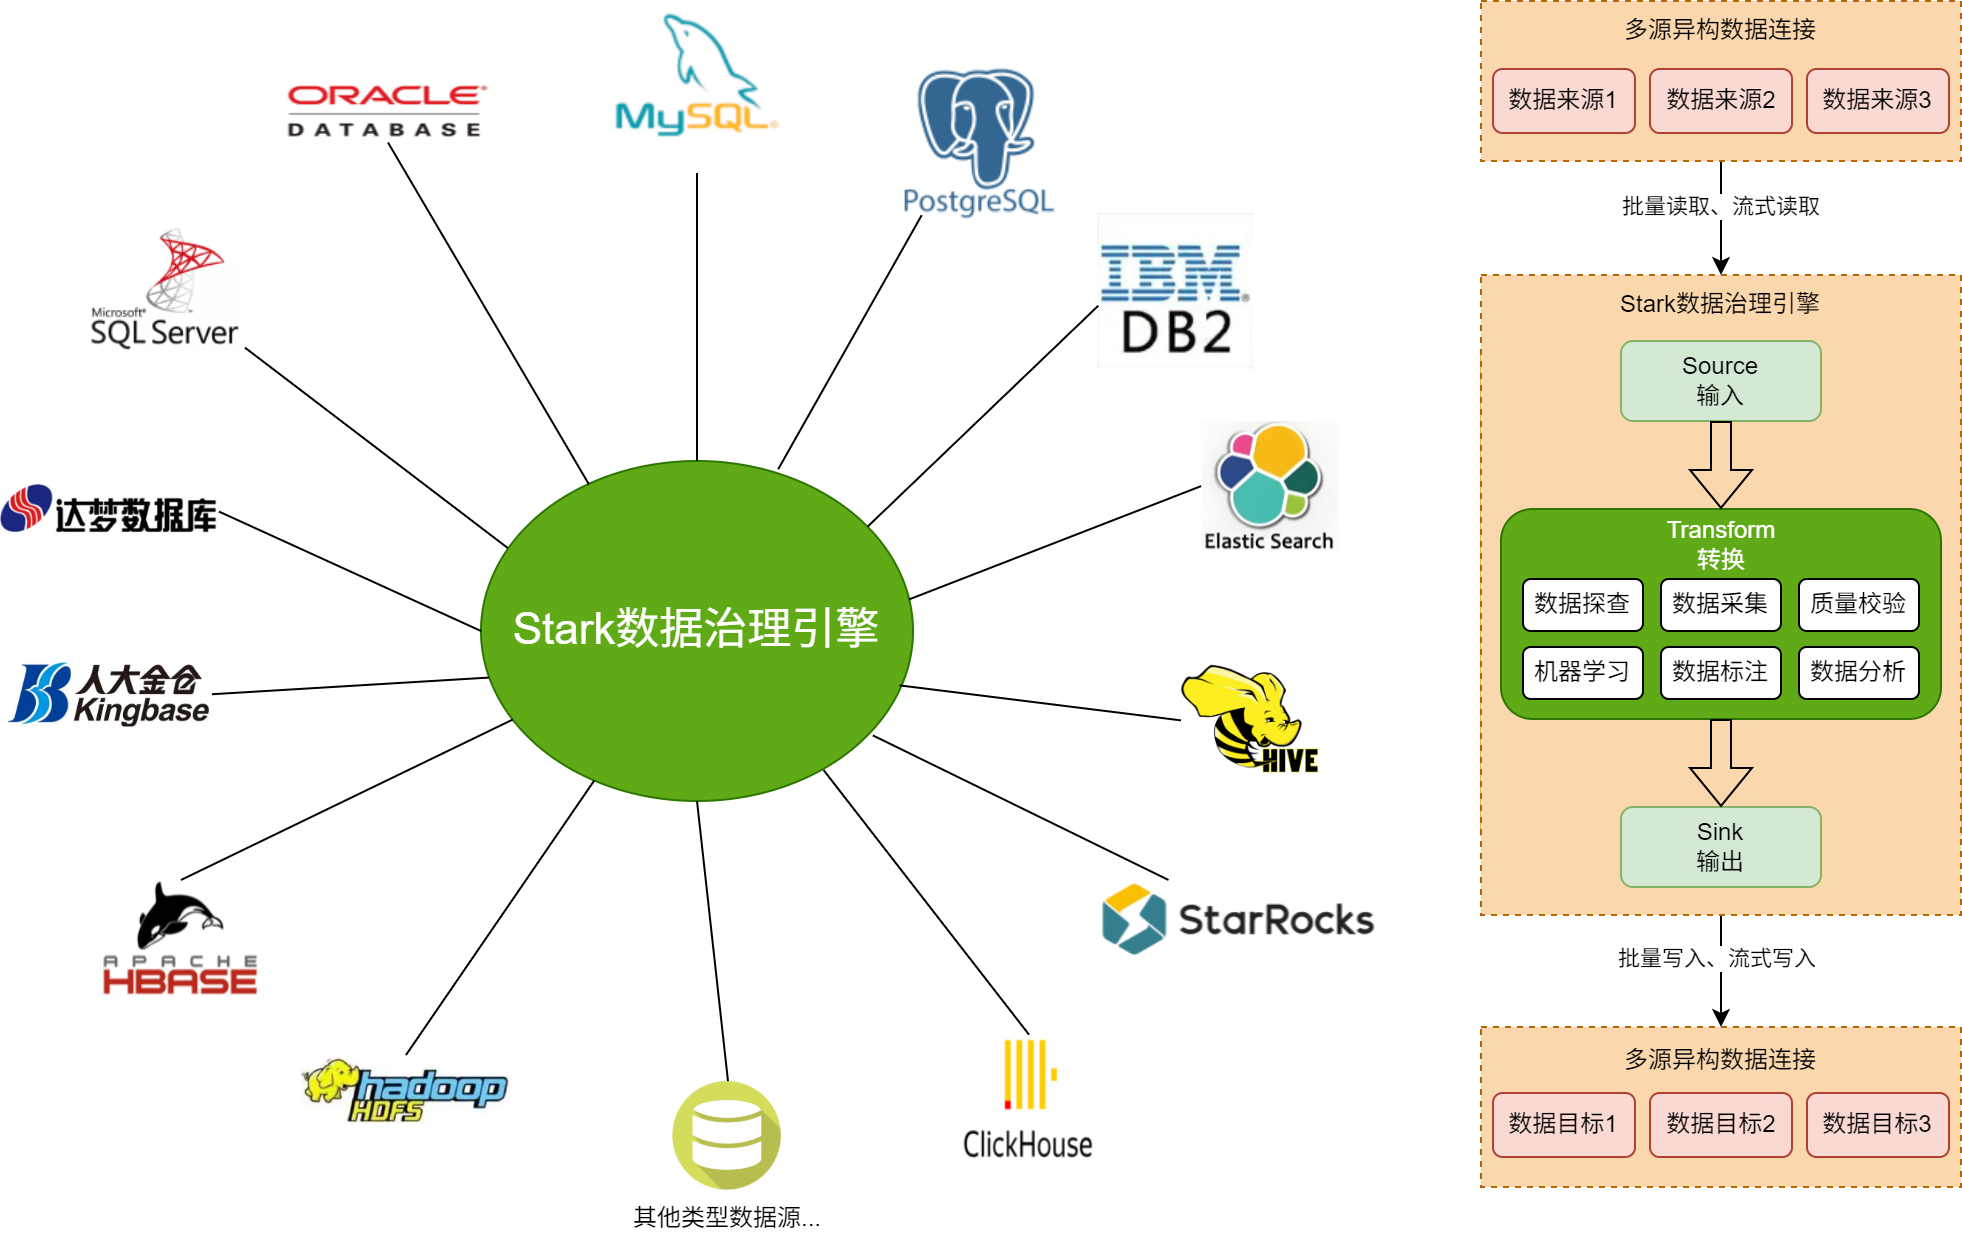 ORACLE®
DATABASE
MySQL®
PostgreSQL
IBM®
DB2
Microsoft®
SQL Server
Elastic Search
达梦数据库
Stark数据治理引擎
人大金仓
Kingbase
HIVE
StarRocks
APACHE
HBASE
hadoop
HDFS
ClickHouse
其他类型数据源...
多源异构数据连接
数据来源1 数据来源2 数据来源3
批量读取、流式读取
Stark数据治理引擎
Source
输入
Transform
转换
数据探查 数据采集 质量校验
机器学习 数据标注 数据分析
Sink
输出
批量写入、流式写入
多源异构数据连接
数据目标1 数据目标2 数据目标3